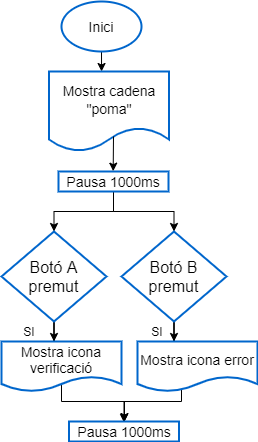 Inici
Mostra cadena
"poma"
Pausa 1000ms
Botó A
premut
Botó B
premut
SI
SI
Mostra icona
verificació
Mostra icona error
Pausa 1000ms